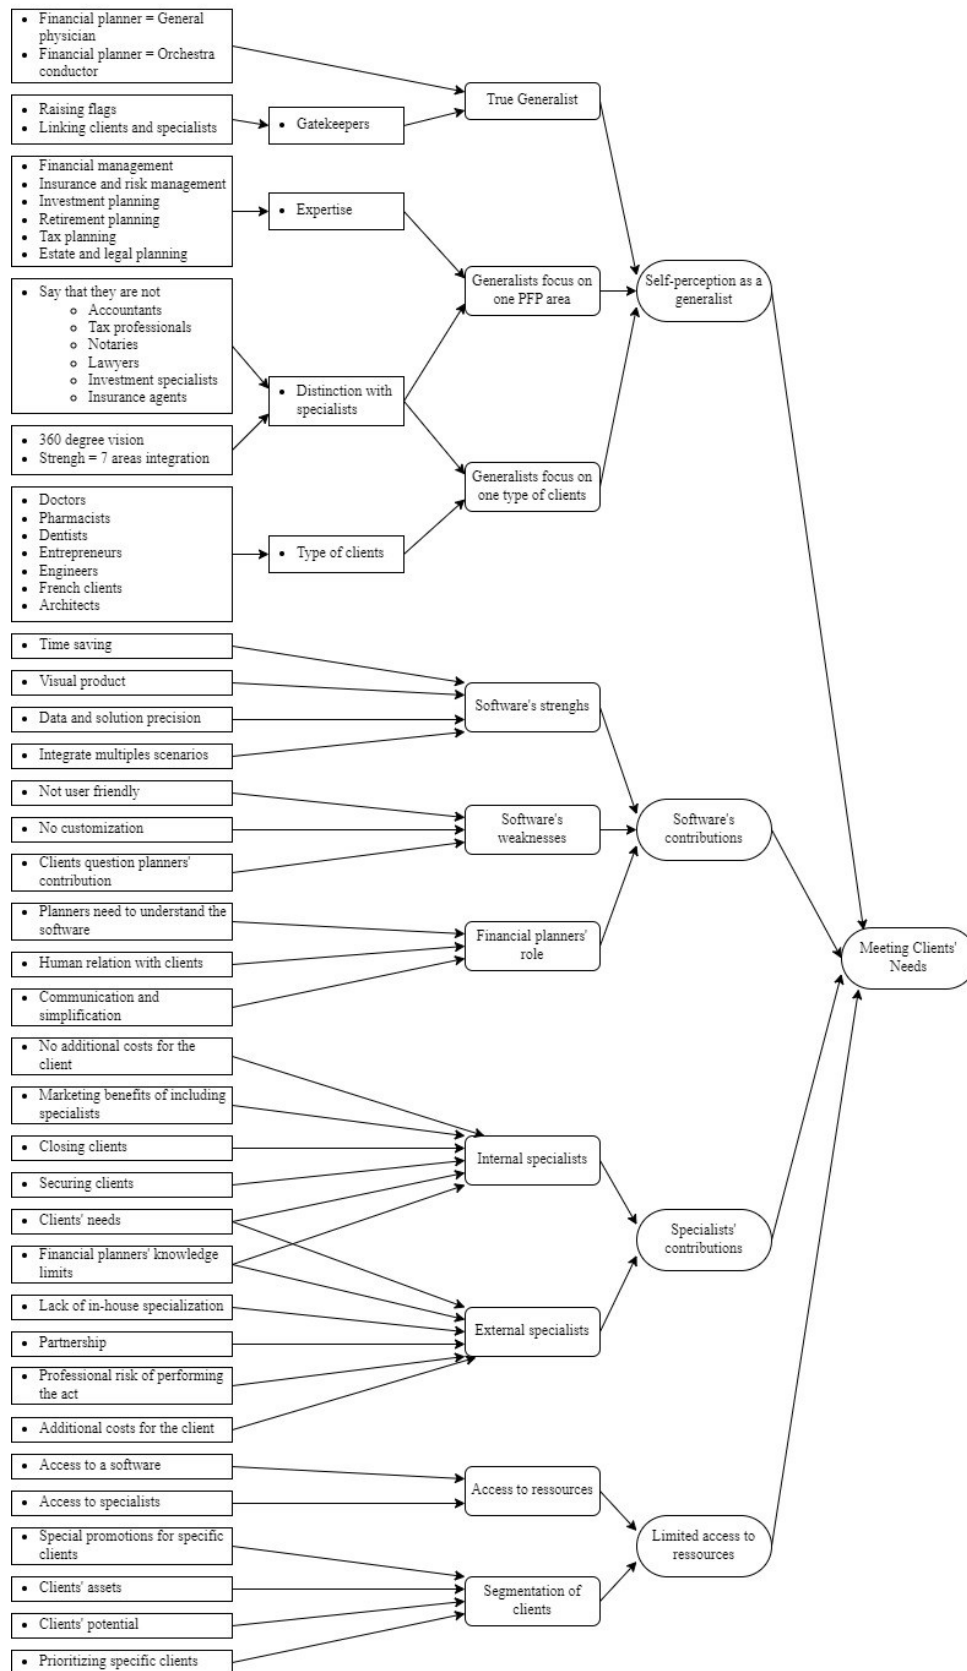 Financial planner = General
physician
Financial planner = Orchestra
conductor
Raising flags
Linking clients and specialists
Gatekeepers
True Generalist
Financial management
Insurance and risk management
Investment planning
Retirement planning
Tax planning
Estate and legal planning
Expertise
Generalists focus on
one PFP area
Self-perception as a
generalist
Say that they are not
Accountants
Tax professionals
Notaries
Lawyers
Investment specialists
Insurance agents
Distinction with
specialists
360 degree vision
Strengh = 7 areas integration
Generalists focus on
one type of clients
Doctors
Pharmacists
Dentists
Entrepreneurs
Engineers
French clients
Architects
Type of clients
Time saving
Visual product
Data and solution precision
Integrate multiples scenarios
Software's strenghs
Not user friendly
No customization
Clients question planners'
contribution
Software's
weaknesses
Software's
contributions
Planners need to understand the
software
Human relation with clients
Communication and
simplification
Financial planners'
role
Meeting Clients'
Needs
No additional costs for the
client
Marketing benefits of including
specialists
Closing clients
Securing clients
Clients' needs
Financial planners' knowledge
limits
Internal specialists
Specialists'
contributions
Lack of in-house specialization
Partnership
Professional risk of performing
the act
Additional costs for the client
External specialists
Access to a software
Access to specialists
Access to ressources
Limited access to
ressources
Special promotions for specific
clients
Clients' assets
Clients' potential
Prioritizing specific clients
Segmentation of
clients